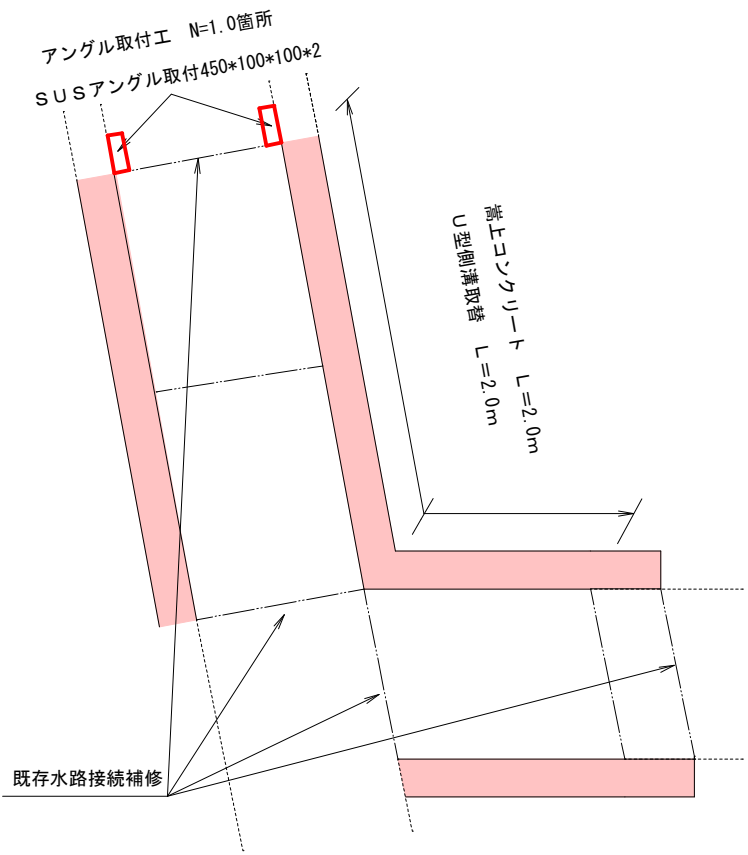 アングル取付工　N=1.0箇所
ＳＵＳアングル取付450*100*100*2
嵩上コンクリート　Ｌ=2.0m
Ｕ型側溝取替　Ｌ=2.0m
既存水路接続補修